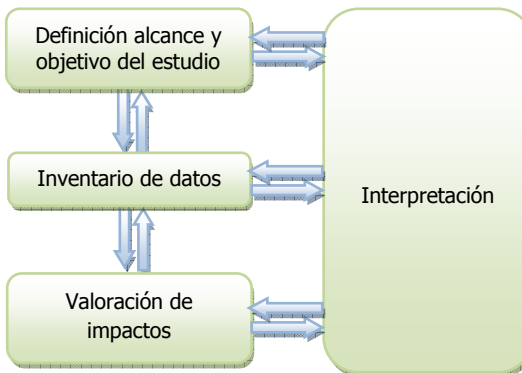 Definición alcance y
objetivo del estudio
Inventario de datos
Interpretación
Valoración de
impactos